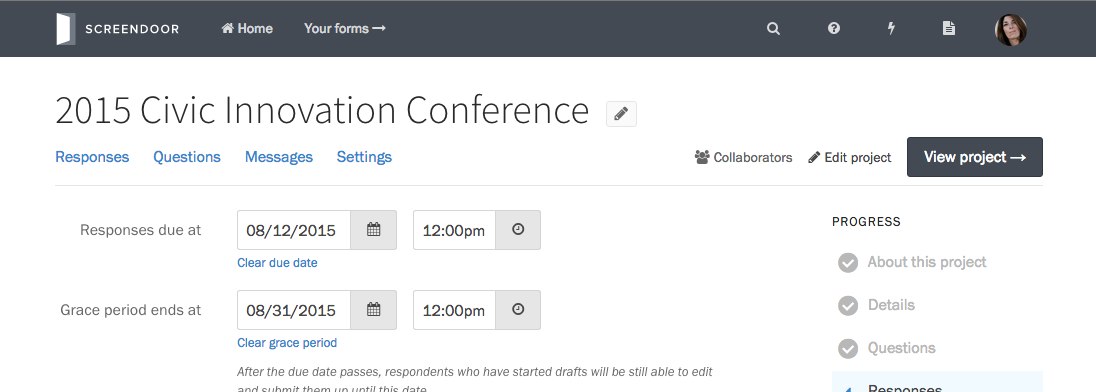 SCREENDOOR Home Your forms →
2015 Civic Innovation Conference
Responses Questions Messages Settings Collaborators Edit project View project →
Responses due at 08/12/2015 12:00pm
Clear due date
Grace period ends at 08/31/2015 12:00pm
Clear grace period
After the due date passes, respondents who have started drafts will be still able to edit
and submit them up until this date.
PROGRESS
About this project
Details
Questions
Responses